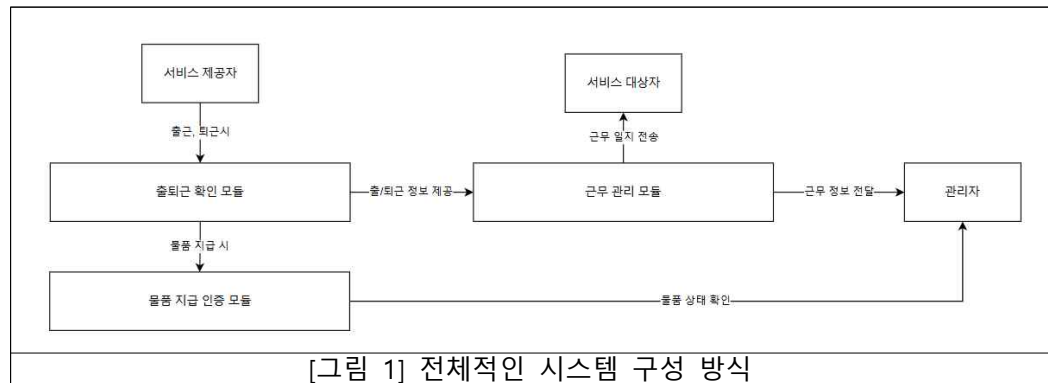 서비스 제공자
서비스 대상자
출근, 퇴근시
근무 일지 전송
출퇴근 확인 모듈
출/퇴근 정보 제공
근무 관리 모듈
근무 정보 전달
관리자
물품 지급 시
물품 지급 인증 모듈
물품 상태 확인
[그림 1] 전체적인 시스템 구성 방식